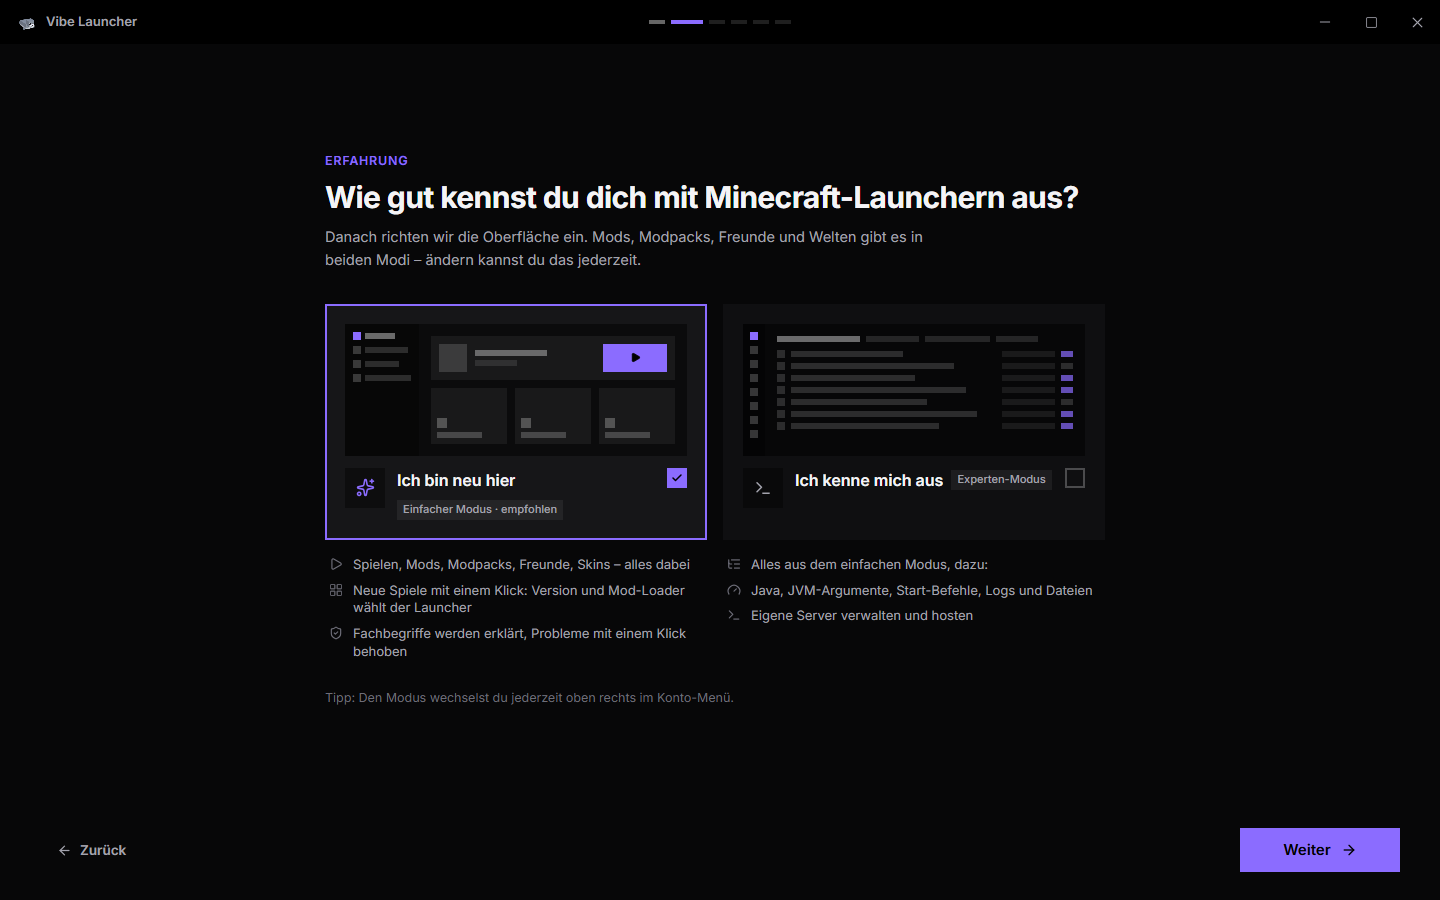 Vibe Launcher
ERFAHRUNG
Wie gut kennst du dich mit Minecraft-Launchern aus?
Danach richten wir die Oberfläche ein. Mods, Modpacks, Freunde und Welten gibt es in
beiden Modi – ändern kannst du das jederzeit.
Ich bin neu hier
Einfacher Modus · empfohlen
Spielen, Mods, Modpacks, Freunde, Skins – alles dabei
Neue Spiele mit einem Klick: Version und Mod-Loader
wählt der Launcher
Fachbegriffe werden erklärt, Probleme mit einem Klick
behoben
Ich kenne mich aus Experten-Modus
Alles aus dem einfachen Modus, dazu:
Java, JVM-Argumente, Start-Befehle, Logs und Dateien
Eigene Server verwalten und hosten
Tipp: Den Modus wechselst du jederzeit oben rechts im Konto-Menü.
Zurück
Weiter